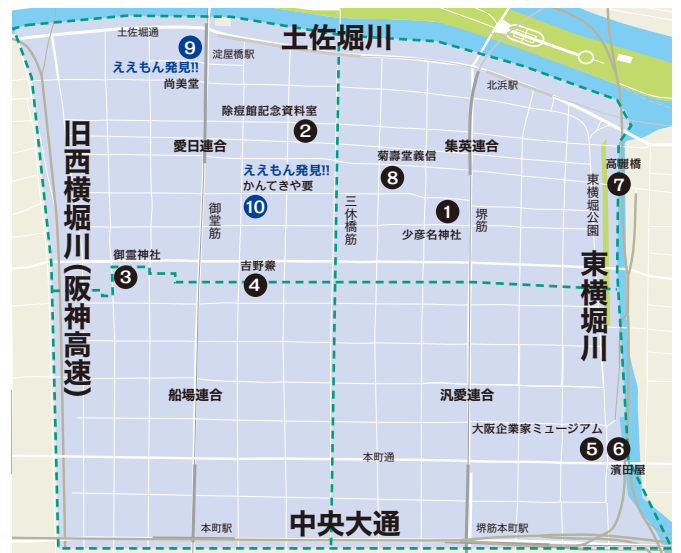 土佐堀通
土佐堀川
9
淀屋橋駅
ええもん発見!!
尚美堂
北浜駅
除痘館記念資料室
2
旧西横堀川(阪神高速)
愛日連合
集英連合
菊壽堂義信
8
高麗橋
7
ええもん発見!!
かんてきや要
10
御堂筋
三休橋筋
1
少彦名神社
堺筋
東横堀公園
御霊神社
3
吉野䱋
4
東横堀川
船場連合
汎愛連合
大阪企業家ミュージアム
5
6
濱田屋
本町通
本町駅
中央大通
堺筋本町駅